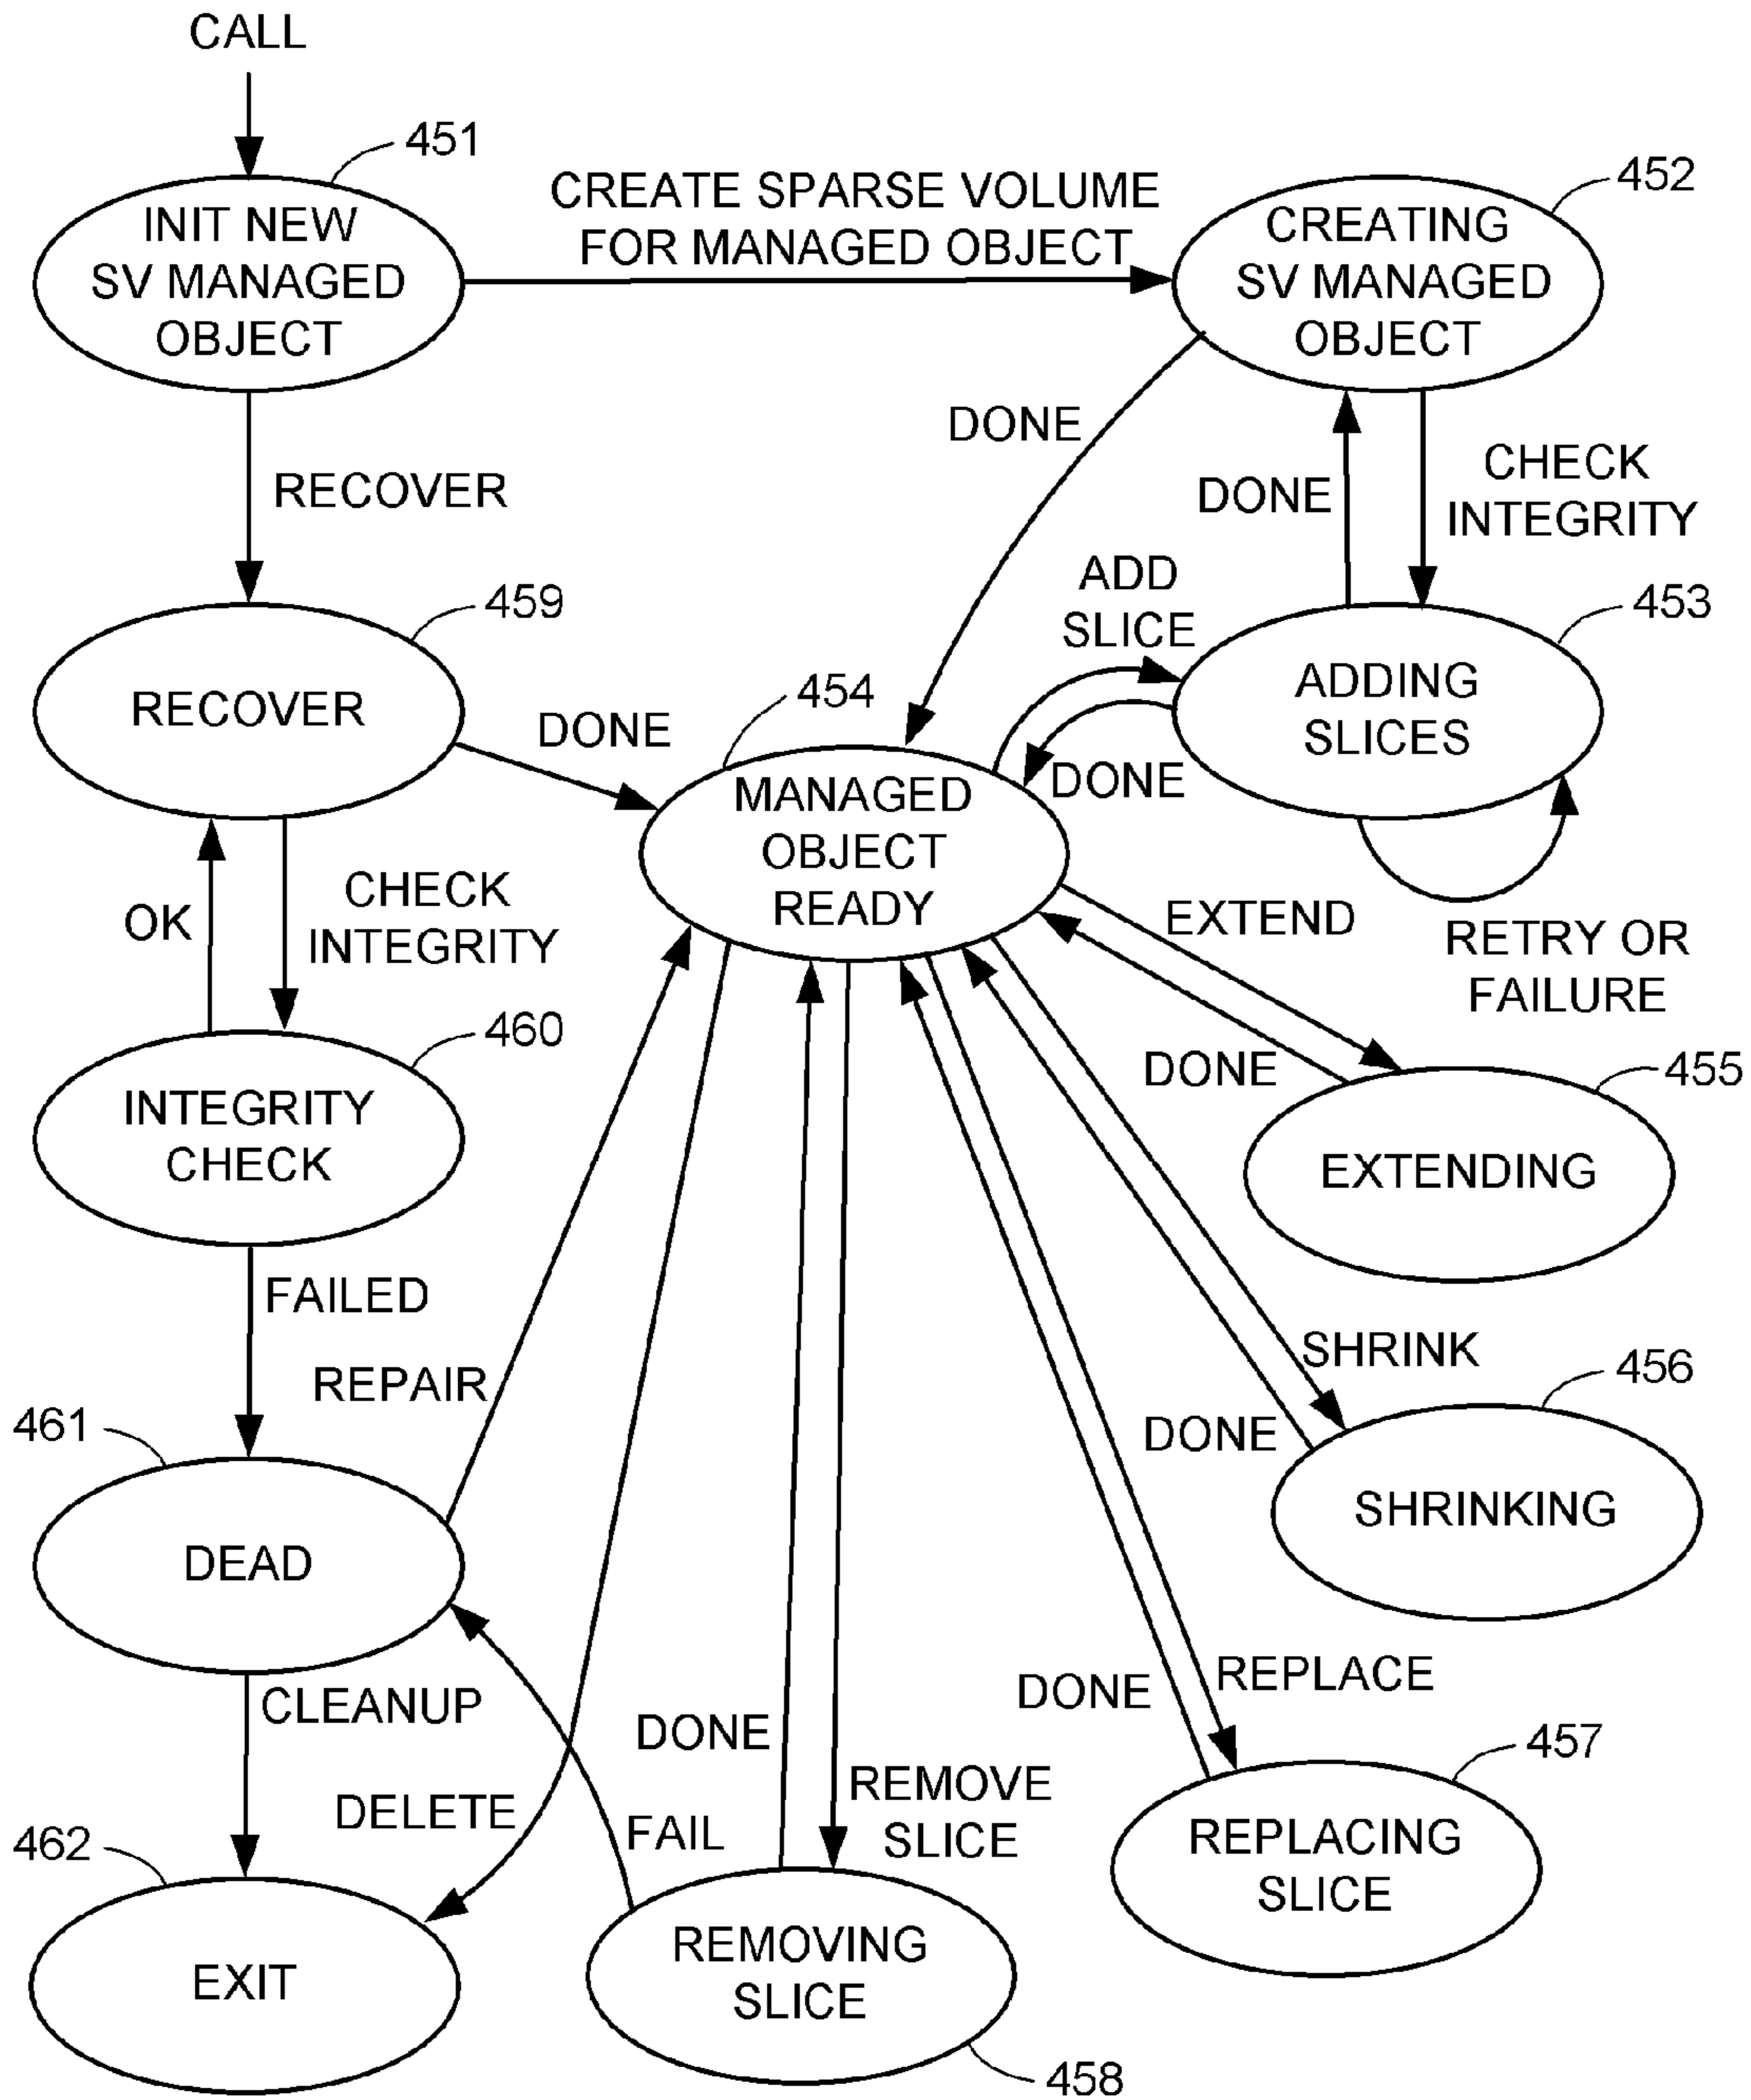 CALL
451
INIT NEW
SV MANAGED
OBJECT
CREATE SPARSE VOLUME
FOR MANAGED OBJECT
452
CREATING
SV MANAGED
OBJECT
DONE
RECOVER
DONE
CHECK
INTEGRITY
459
RECOVER
ADD
SLICE
453
ADDING
SLICES
454
DONE
DONE
MANAGED
OBJECT
READY
OK
CHECK
INTEGRITY
EXTEND
RETRY OR
FAILURE
460
INTEGRITY
CHECK
DONE
455
EXTENDING
FAILED
REPAIR
SHRINK
456
DONE
SHRINKING
461
DEAD
CLEANUP
DONE
DONE
REPLACE
457
DELETE
FAIL
REMOVE
SLICE
REPLACING
SLICE
462
EXIT
REMOVING
SLICE
458